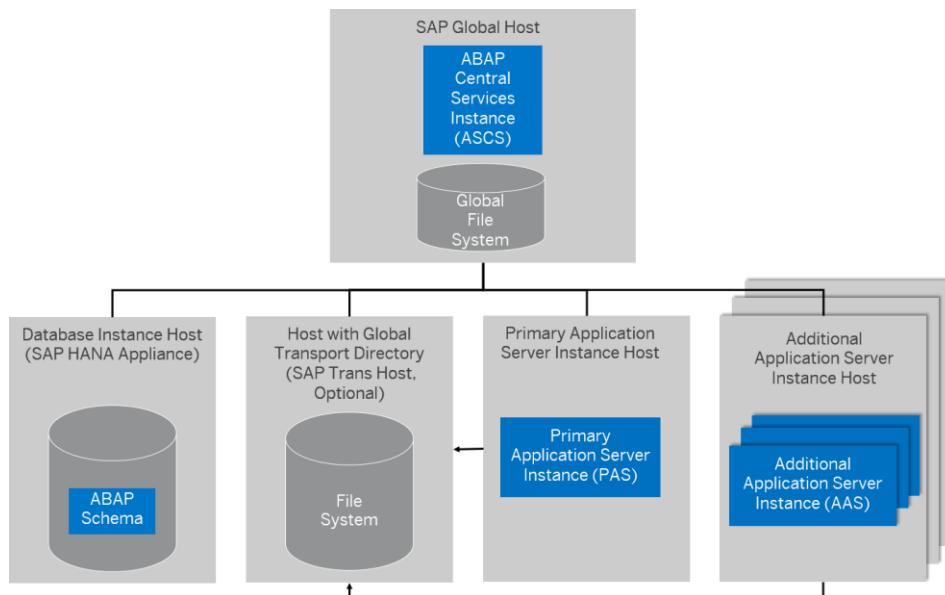 SAP Global Host
ABAP
Central
Services
Instance
(ASCS)
Global
File
System
Database Instance Host
(SAP HANA Appliance)
ABAP
Schema
Host with Global
Transport Directory
(SAP Trans Host,
Optional)
File
System
Primary Application
Server Instance Host
Primary
Application Server
Instance (PAS)
Additional
Application Server
Instance Host
Additional
Application Server
Instance (AAS)